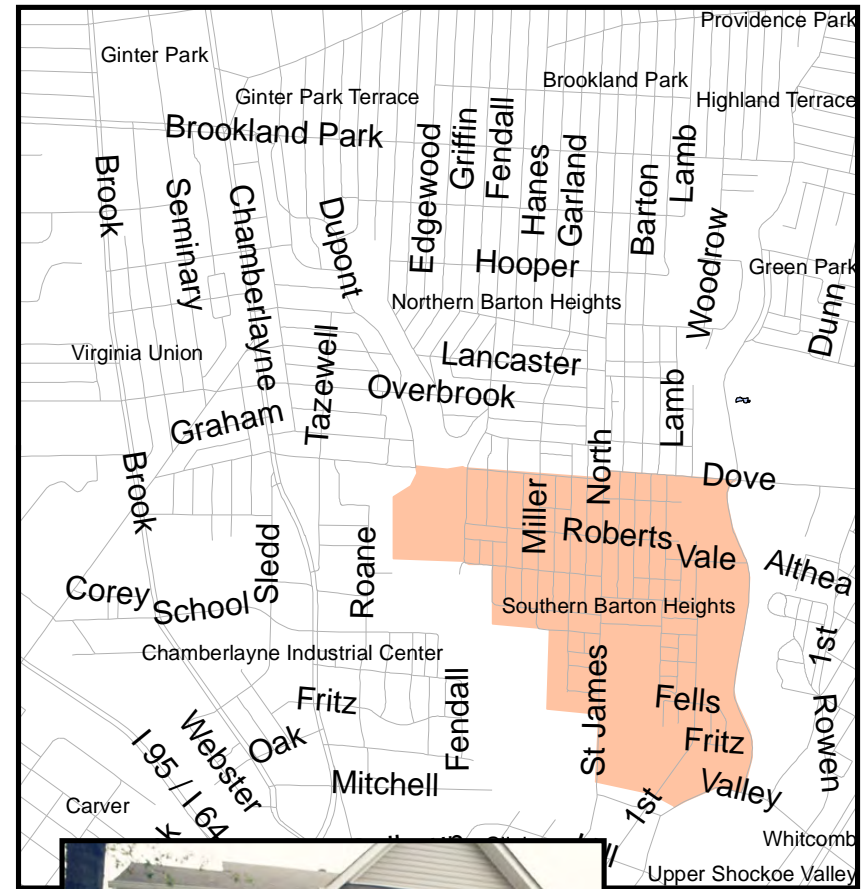 Providence Park
Ginter Park
Brookland Park
Ginter Park Terrace
Highland Terrace
Brookland Park
Brook
Seminary
Chamberlayne
Dupont
Edgewood
Griffin
Fendall
Hanes
Garland
Barton
Lamb
Woodrow
Hooper
Green Park
Dunn
Northern Barton Heights
Virginia Union
Tazewell
Lancaster
Overbrook
Lamb
Graham
North
Dove
Brook
Miller
Roberts
Vale
Althea
Sledd
Roane
Corey
School
Southern Barton Heights
1st
Chamberlayne Industrial Center
St James
Fendall
Fells
Rowen
Fritz
Fritz
Webster
Oak
I 95 / I 64
Mitchell
Valley
1st
Carver
Whitcomb
Upper Shockoe Valley